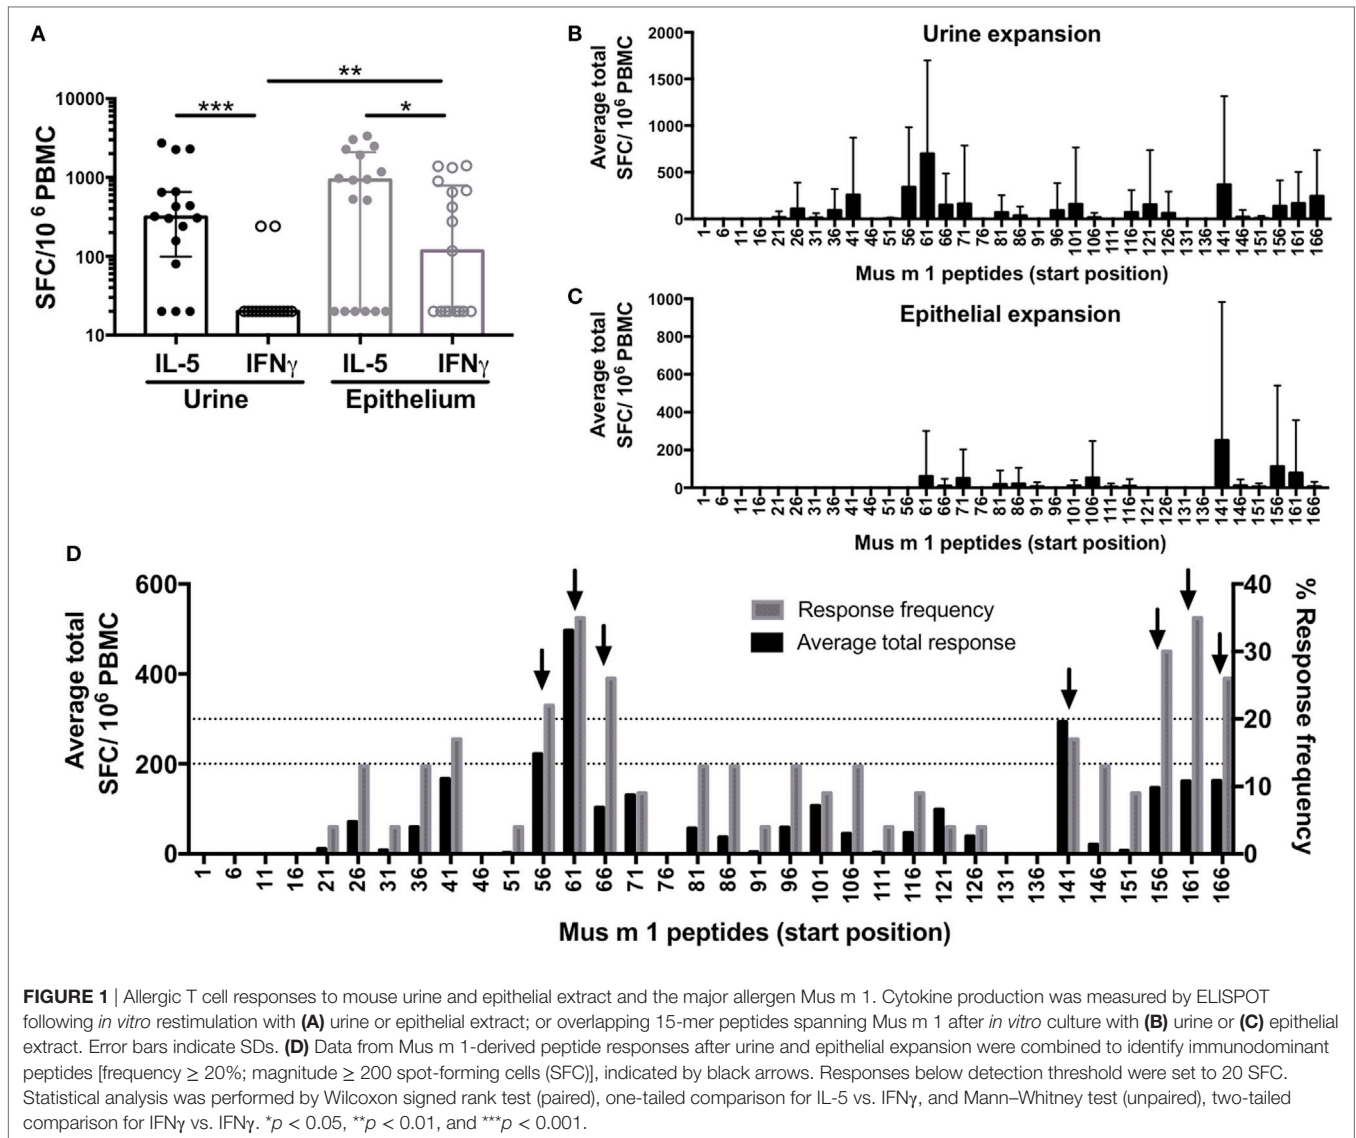 A
SFC/10 6 PBMC
10000
1000
100
10
***
**
*
IL-5 IFNγ IL-5 IFNγ
Urine Epithelium
B
Urine expansion
Average total
SFC/ 10⁶ PBMC
2000
1500
1000
500
0
1 6 11 16 21 26 31 36 41 46 51 56 61 66 71 76 81 86 91 96 101 106 111 116 121 126 131 136 141 146 151 156 161 166
Mus m 1 peptides (start position)
C
Epithelial expansion
Average total
SFC/ 10⁶ PBMC
1000
800
600
400
200
0
1 6 11 16 21 26 31 36 41 46 51 56 61 66 71 76 81 86 91 96 101 106 111 116 121 126 131 136 141 146 151 156 161 166
Mus m 1 peptides (start position)
D
Average total
SFC/ 10⁶ PBMC
600
400
200
0
Response frequency
Average total response
40
30
20
10
0
% Response frequency
1 6 11 16 21 26 31 36 41 46 51 56 61 66 71 76 81 86 91 96 101 106 111 116 121 126 131 136 141 146 151 156 161 166
Mus m 1 peptides (start position)
FIGURE 1 | Allergic T cell responses to mouse urine and epithelial extract and the major allergen Mus m 1. Cytokine production was measured by ELISPOT
following in vitro restimulation with (A) urine or epithelial extract; or overlapping 15-mer peptides spanning Mus m 1 after in vitro culture with (B) urine or (C) epithelial
extract. Error bars indicate SDs. (D) Data from Mus m 1-derived peptide responses after urine and epithelial expansion were combined to identify immunodominant
peptides [frequency ≥ 20%; magnitude ≥ 200 spot-forming cells (SFC)], indicated by black arrows. Responses below detection threshold were set to 20 SFC.
Statistical analysis was performed by Wilcoxon signed rank test (paired), one-tailed comparison for IL-5 vs. IFNγ, and Mann–Whitney test (unpaired), two-tailed
comparison for IFNγ vs. IFNγ. *p < 0.05, **p < 0.01, and ***p < 0.001.